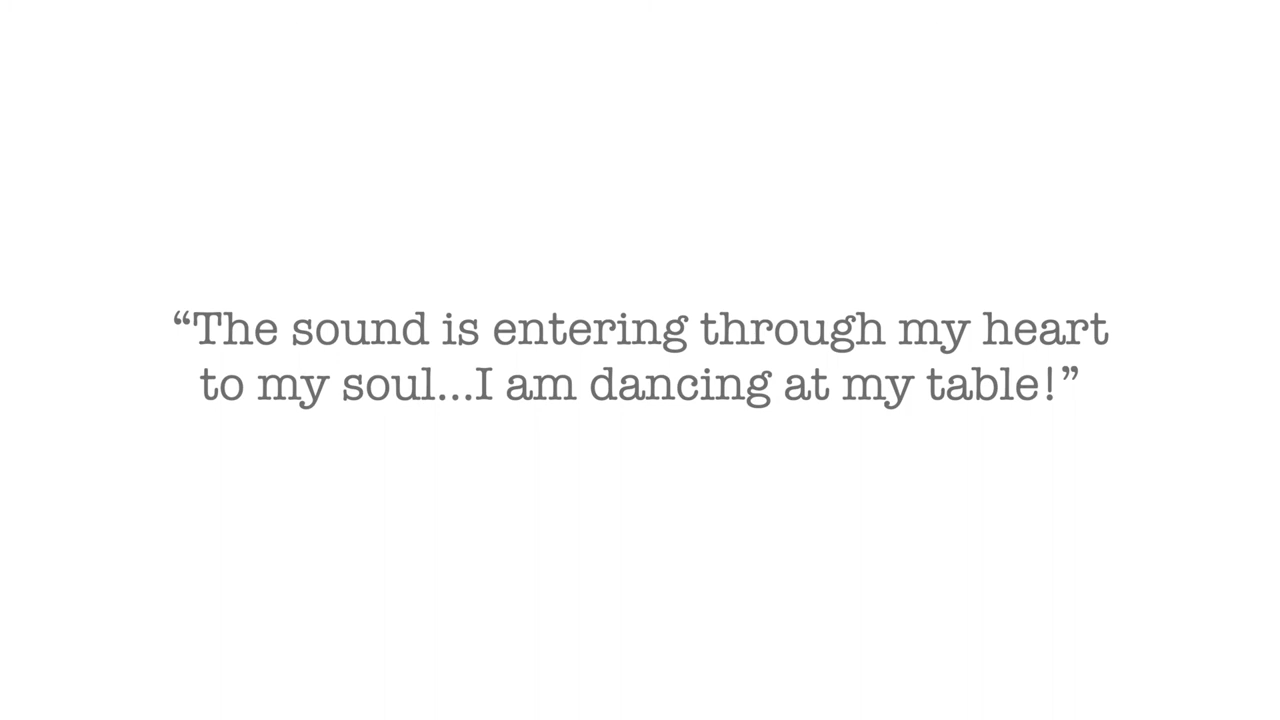 “The sound is entering through my heart
to my soul...I am dancing at my table!”